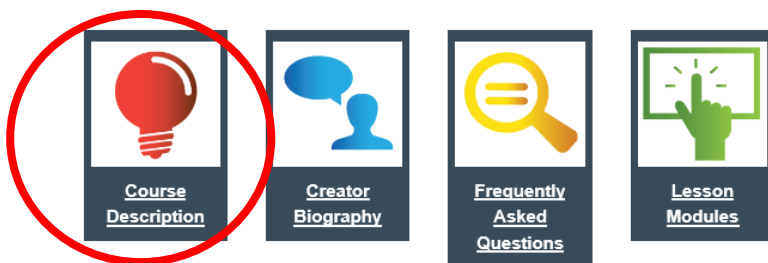 Course
Description
Creator
Biography
Frequently
Asked
Questions
Lesson
Modules